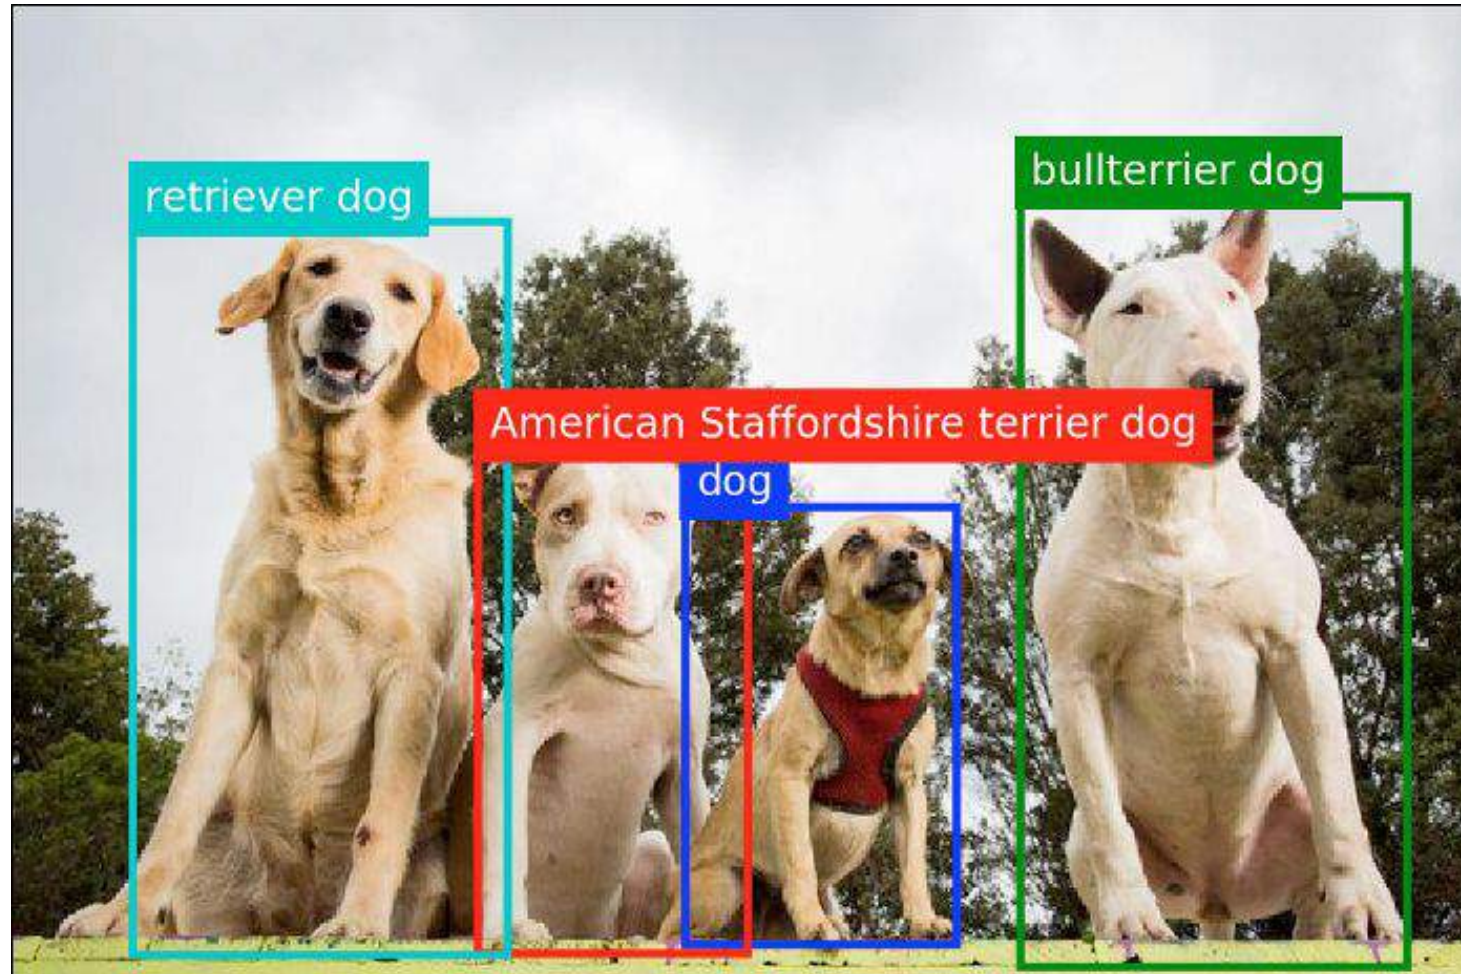 retriever dog
bullterrier dog
American Staffordshire terrier dog
dog